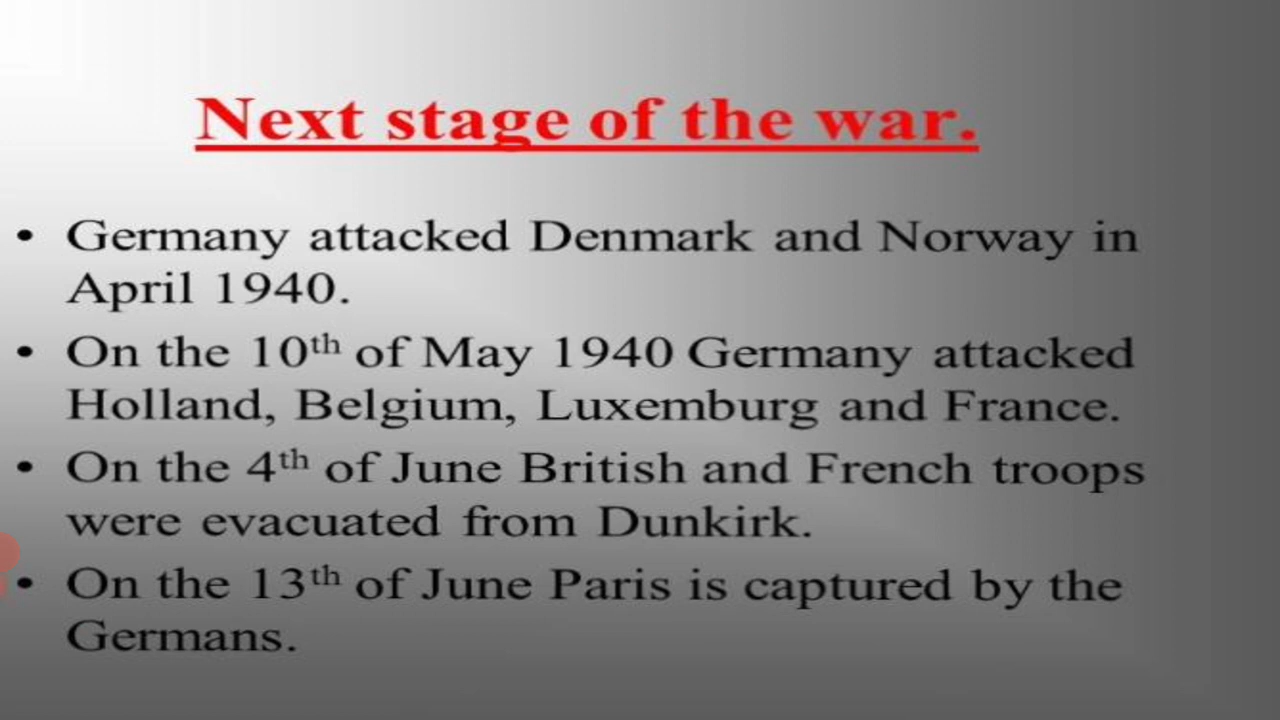 Next stage of the war.
• Germany attacked Denmark and Norway in
April 1940.
• On the 10th of May 1940 Germany attacked
Holland, Belgium, Luxemburg and France.
• On the 4th of June British and French troops
were evacuated from Dunkirk.
• On the 13th of June Paris is captured by the
Germans.